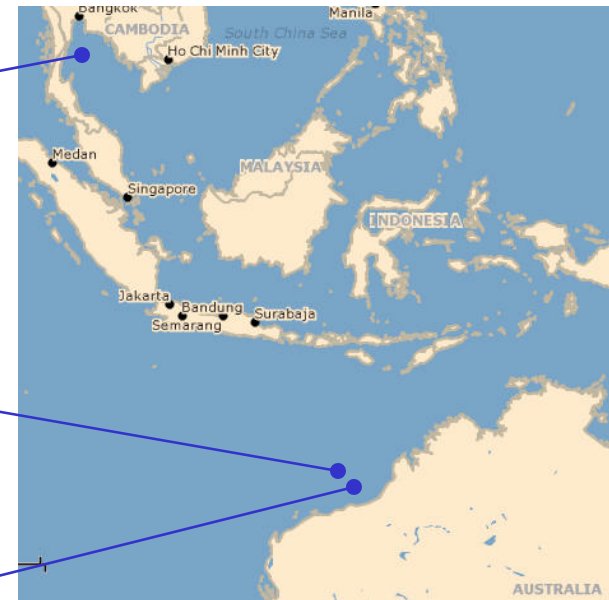 Bangkok
Manila
CAMBODIA
South China Sea
Ho Chi Minh City
Medan
MALAYSIA
Singapore
INDONESIA
Jakarta
Bandung
Surabaja
Semarang
AUSTRALIA